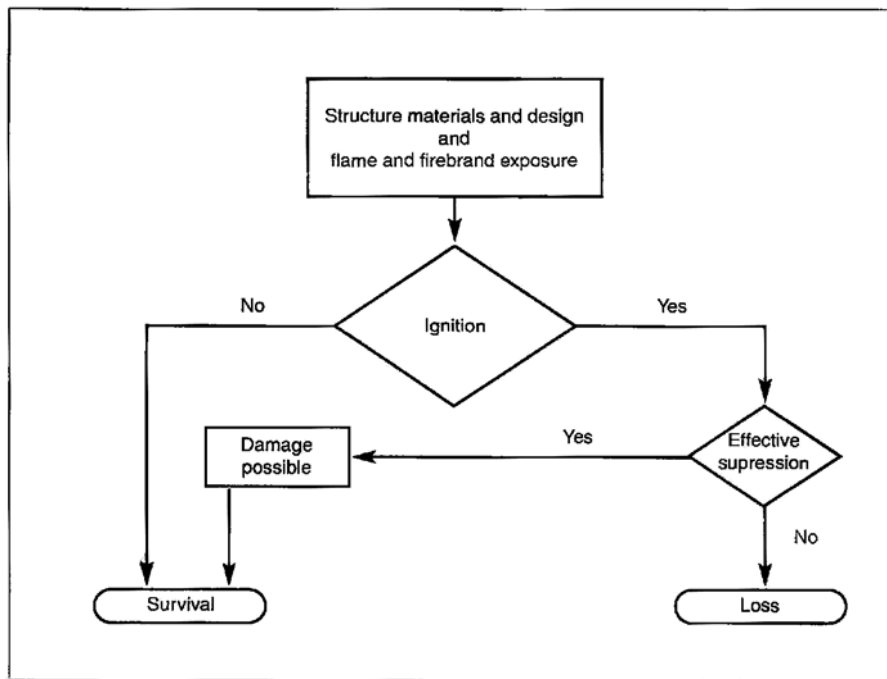 Structure materials and design
and
flame and firebrand exposure
No
Ignition
Yes
Damage
possible
Yes
Effective
supression
No
Survival
Loss